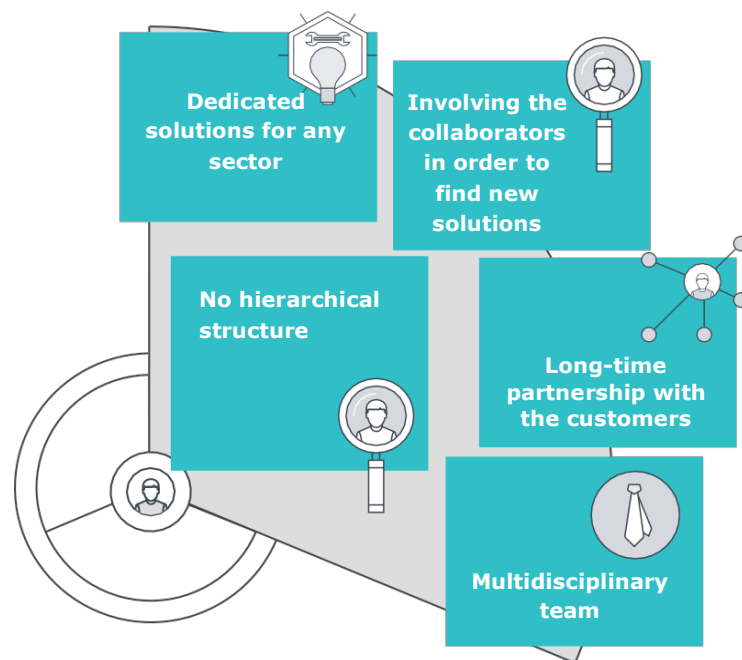 Dedicated
solutions for any
sector
Involving the
collaborators
in order to
find new
solutions
No hierarchical
structure
Long-time
partnership with
the customers
Multidisciplinary
team